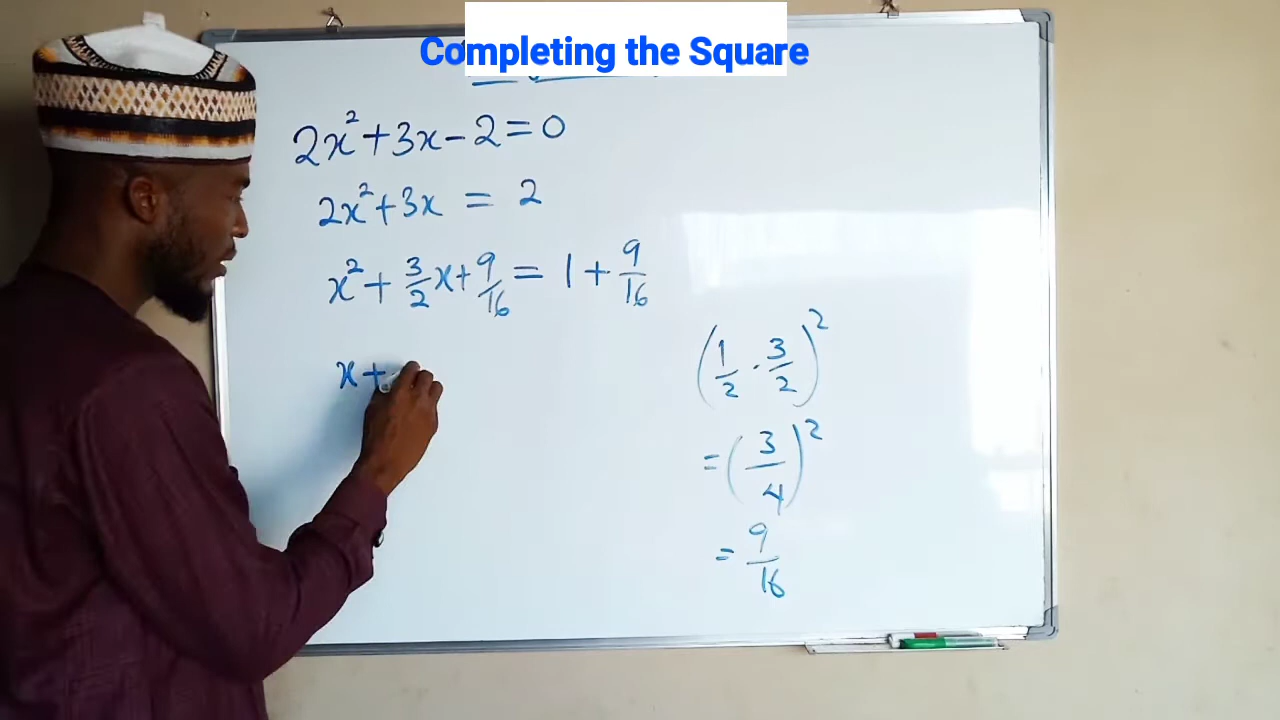 Completing the Square
2x² + 3x - 2 = 0
2x² + 3x = 2
x² + 3/2 x + 9/16 = 1 + 9/16
x +
(1/2 · 3/2)²
= (3/4)²
= 9/16